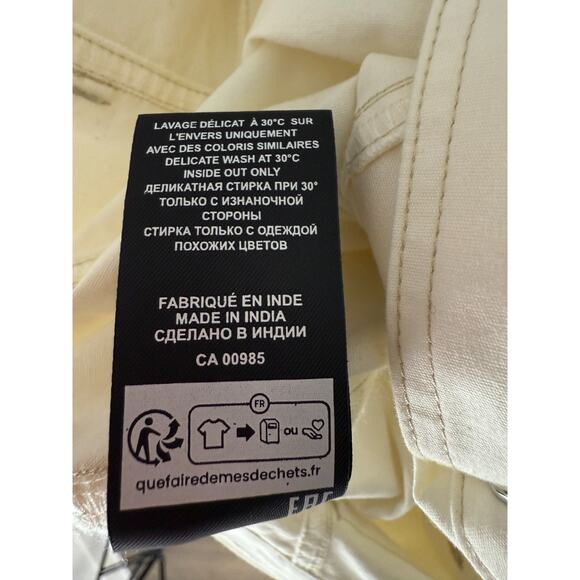 LAVAGE DÉLICAT À 30°C SUR
L'ENVERS UNIQUEMENT
AVEC DES COLORIS SIMILAIRES
DELICATE WASH AT 30°C
INSIDE OUT ONLY
ДЕЛИКАТНАЯ СТИРКА ПРИ 30°
ТОЛЬКО С ИЗНАНОЧНОЙ
СТОРОНЫ
СТИРКА ТОЛЬКО С ОДЕЖДОЙ
ПОХОЖИХ ЦВЕТОВ
FABRIQUÉ EN INDE
MADE IN INDIA
СДЕЛАНО В ИНДИИ
CA 00985
FR
ou
quefairedemesdechets.fr
EAC